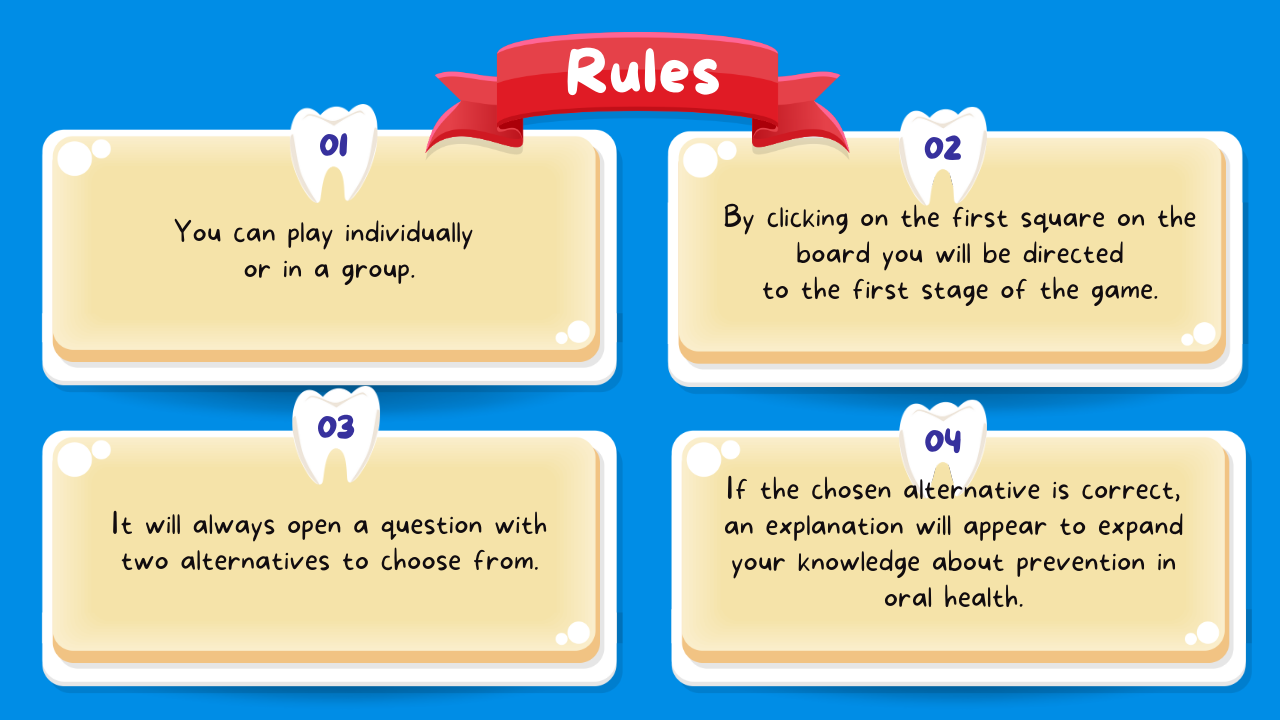 Rules
01
You can play individually
or in a group.
02
By clicking on the first square on the
board you will be directed
to the first stage of the game.
03
It will always open a question with
two alternatives to choose from.
04
If the chosen alternative is correct,
an explanation will appear to expand
your knowledge about prevention in
oral health.